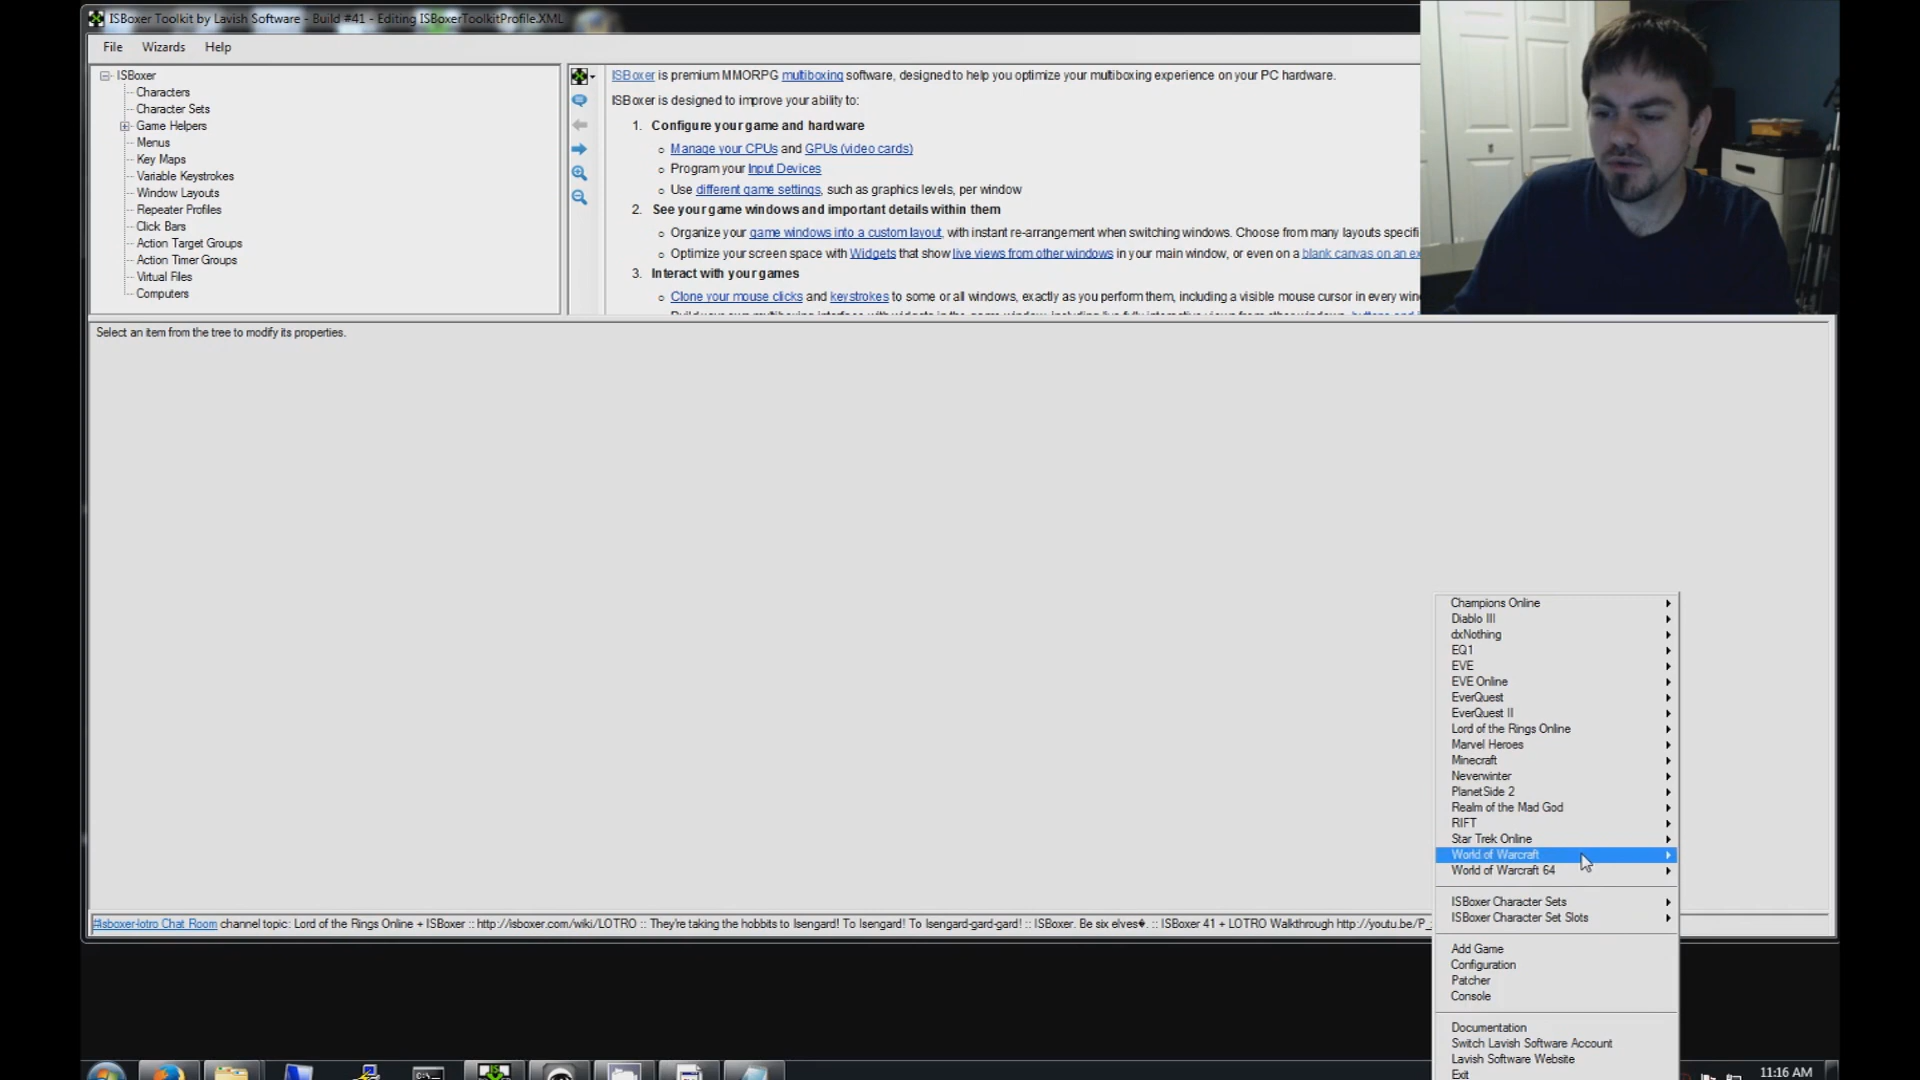 ISBoxer Toolkit by Lavish Software - Build #41 - Editing ISBoxerToolkitProfile.XML
File Wizards Help
ISBoxer
Characters
Character Sets
Game Helpers
Menus
Key Maps
Variable Keystrokes
Window Layouts
Repeater Profiles
Click Bars
Action Target Groups
Action Timer Groups
Virtual Files
Computers
ISBoxer is premium MMORPG multiboxing software, designed to help you optimize your multiboxing experience on your PC hardware.
ISBoxer is designed to improve your ability to:
1. Configure your game and hardware
Manage your CPUs and GPUs (video cards)
Program your Input Devices
Use different game settings, such as graphics levels, per window
2. See your game windows and important details within them
Organize your game windows into a custom layout, with instant re-arrangement when switching windows. Choose from many layouts specifi
Optimize your screen space with Widgets that show live views from other windows in your main window, or even on a blank canvas on an ex
3. Interact with your games
Clone your mouse clicks and keystrokes to some or all windows, exactly as you perform them, including a visible mouse cursor in every win
Select an item from the tree to modify its properties.
Champions Online
Diablo III
dxNothing
EQ1
EVE
EVE Online
EverQuest
EverQuest II
Lord of the Rings Online
Marvel Heroes
Minecraft
Neverwinter
PlanetSide 2
Realm of the Mad God
RIFT
Star Trek Online
World of Warcraft
World of Warcraft 64
ISBoxer Character Sets
ISBoxer Character Set Slots
Add Game
Configuration
Patcher
Console
Documentation
Switch Lavish Software Account
Lavish Software Website
Exit
#isboxer-lotro Chat Room channel topic: Lord of the Rings Online + ISBoxer :: http://isboxer.com/wiki/LOTRO :: They're taking the hobbits to Isengard! To Isengard! To Isengard-gard-gard! :: ISBoxer. Be six elves�. :: ISBoxer 41 + LOTRO Walkthrough http://youtu.be/P_
11:16 AM